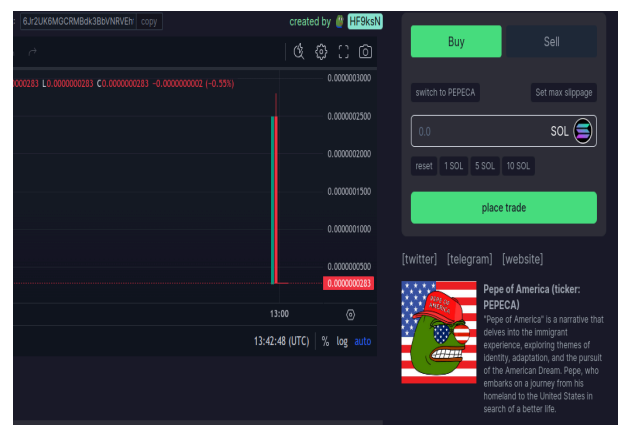 6Jr2UK6MGCRMBdk3BbVNRVEh copy
created by HF9ksN
000283 L0.0000000283 C0.0000000283 −0.0000000002 (−0.55%)
0.0000003000
0.0000002500
0.0000002000
0.0000001500
0.0000001000
0.0000000500
0.0000000283
13:00
13:42:48 (UTC) % log auto
Buy Sell
switch to PEPECA Set max slippage
0.0 SOL
reset 1 SOL 5 SOL 10 SOL
place trade
[twitter] [telegram] [website]
Pepe of America (ticker:
PEPECA)
"Pepe of America" is a narrative that
delves into the immigrant
experience, exploring themes of
identity, adaptation, and the pursuit
of the American Dream. Pepe, who
embarks on a journey from his
homeland to the United States in
search of a better life.